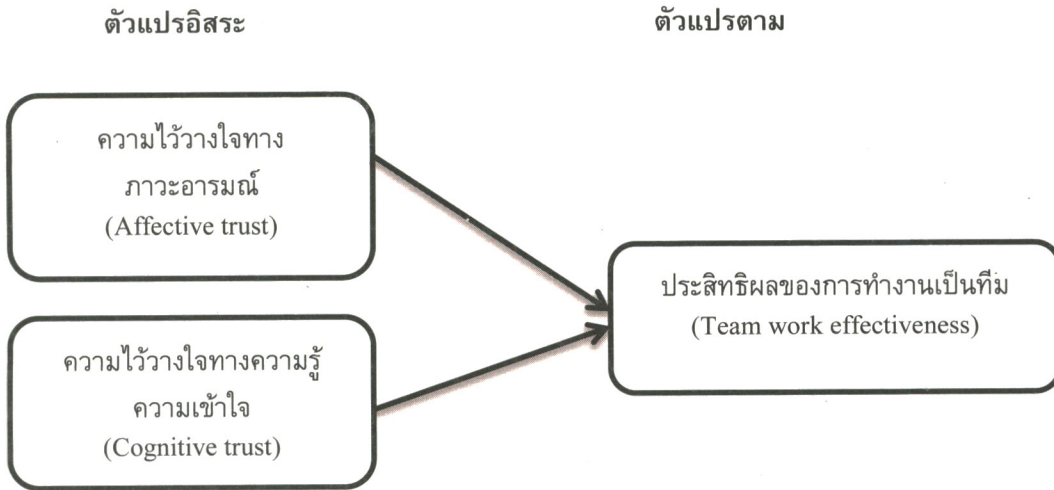 ตัวแปรอิสระ
ตัวแปรตาม
ความไว้วางใจทาง
ภาวะอารมณ์
(Affective trust)
ประสิทธิผลของการทำงานเป็นทีม
(Team work effectiveness)
ความไว้วางใจทางความรู้
ความเข้าใจ
(Cognitive trust)